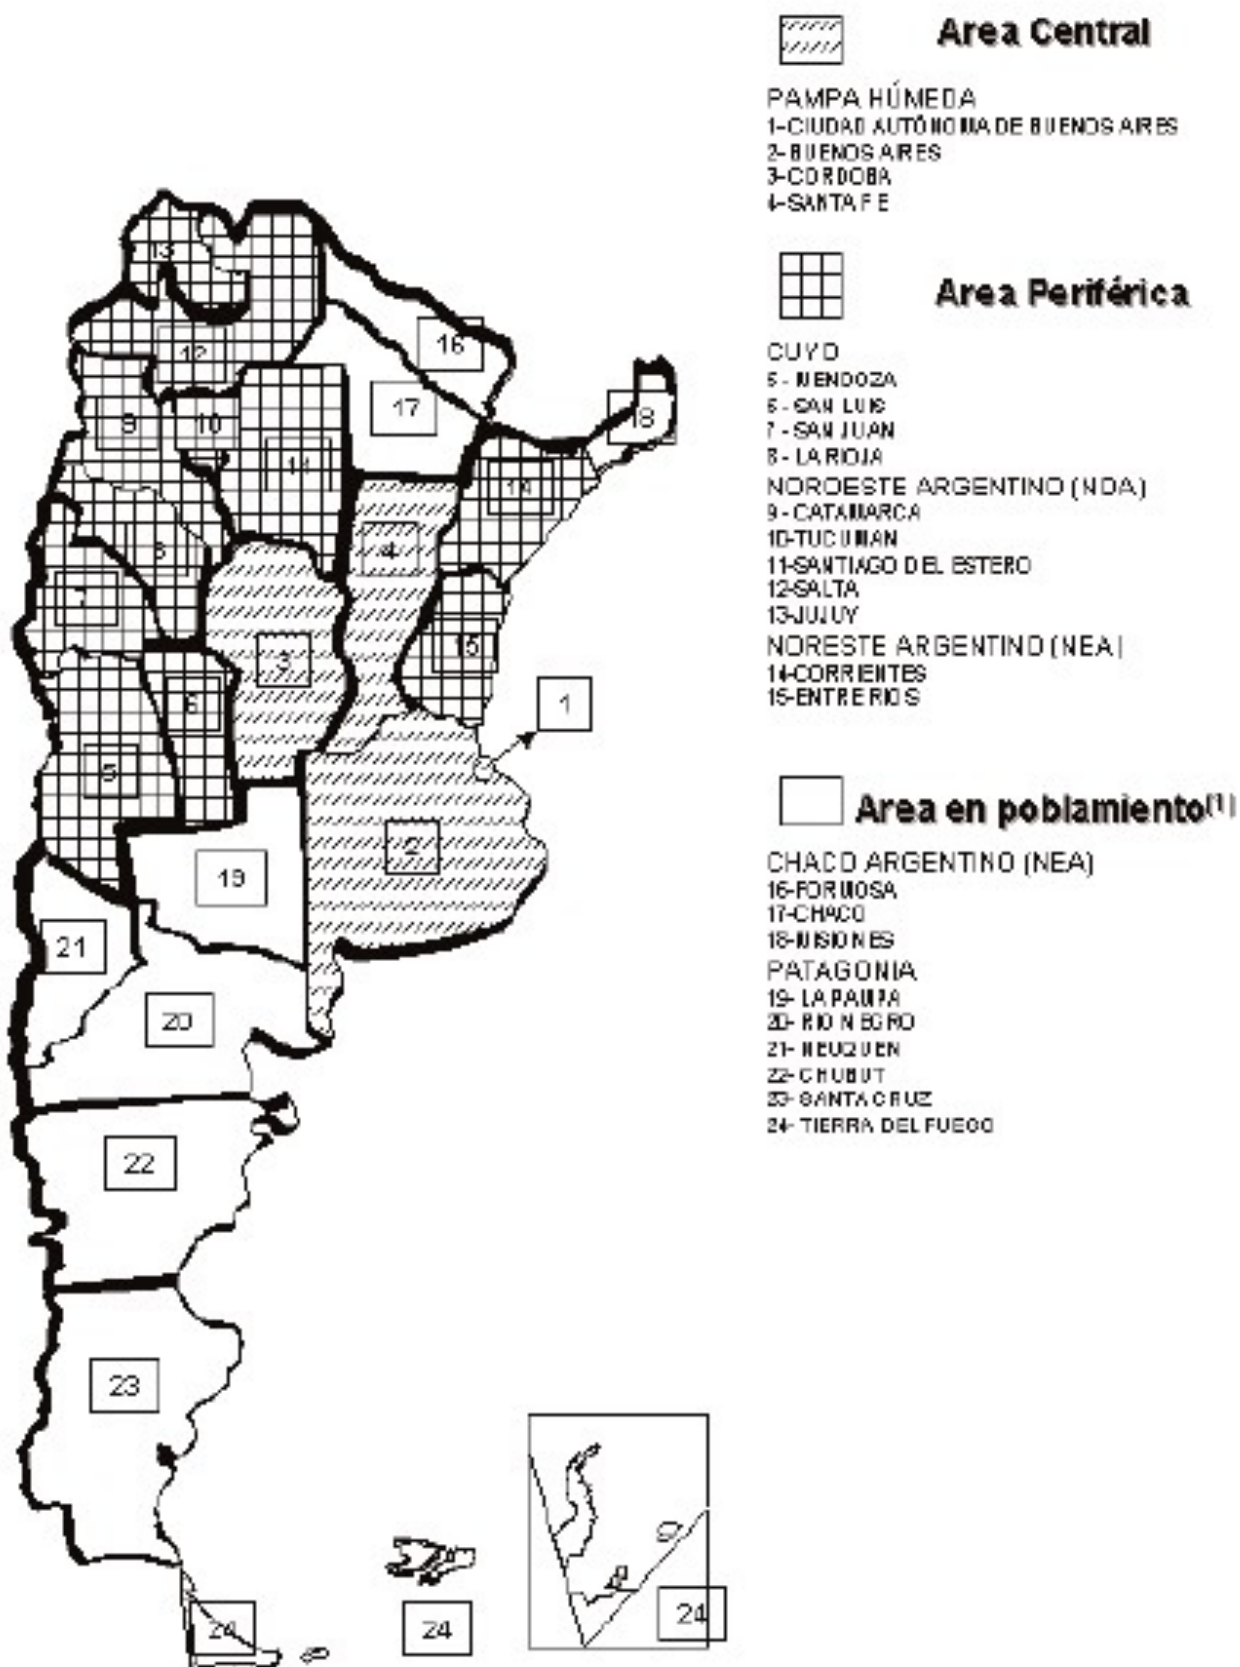 Area Central
PAMPA HÚMEDA
1-CIUDAD AUTÓNOMA DE BUENOS AIRES
2-BUENOS AIRES
3-CORDOBA
4-SANTA FE
Area Periférica
CUYO
5 - MENDOZA
6 - SAN LUIS
7 - SAN JUAN
8 - LA RIOJA
NOROESTE ARGENTINO (NOA)
9 - CATAMARCA
10-TUCUMAN
11-SANTIAGO DEL ESTERO
12-SALTA
13-JUJUY
NORESTE ARGENTINO (NEA)
14-CORRIENTES
15-ENTRE RIOS
Area en poblamiento(1)
CHACO ARGENTINO (NEA)
16-FORMOSA
17-CHACO
18-MISIONES
PATAGONIA
19- LA PAMPA
20- RIO NEGRO
21- NEUQUEN
22- CHUBUT
23- SANTA CRUZ
24- TIERRA DEL FUEGO
13
16
12
17
18
9
10
11
14
4
8
7
15
3
6
1
5
2
19
21
20
22
23
24
24
24